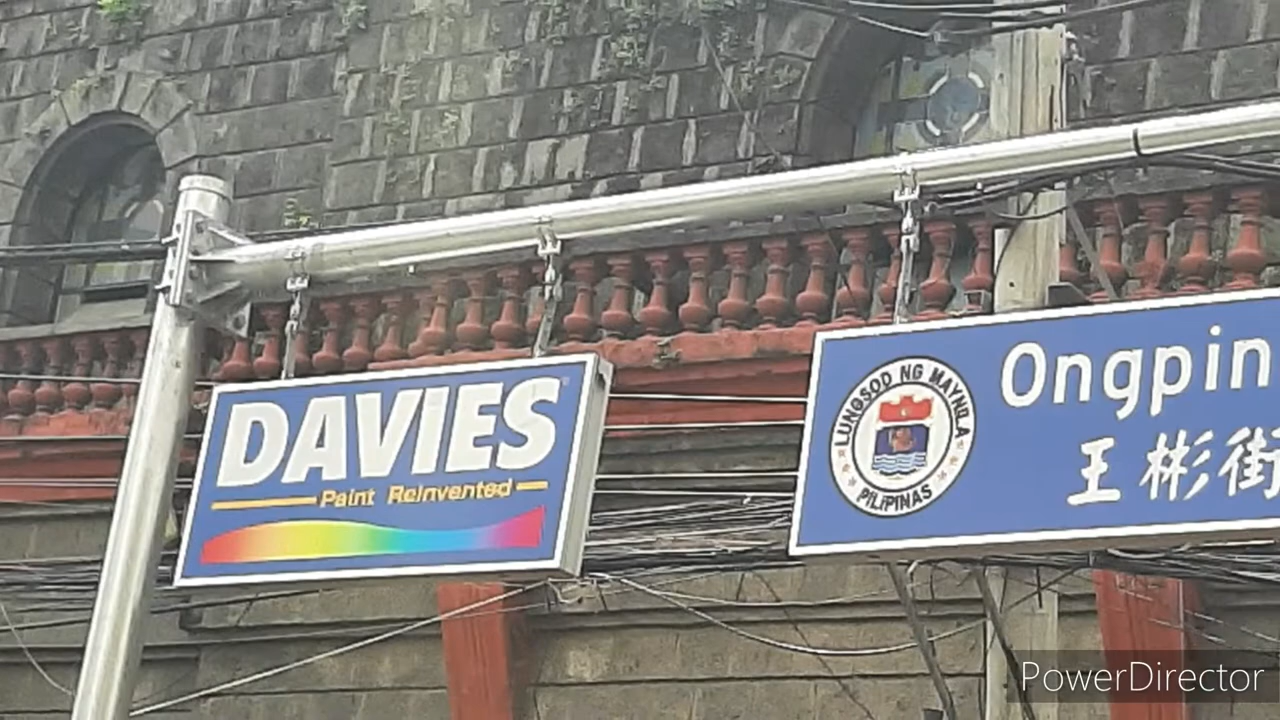 DAVIES
Paint Reinvented
LUNGSOD NG MAYNILA
PILIPINAS
Ongpin
王彬街
PowerDirector